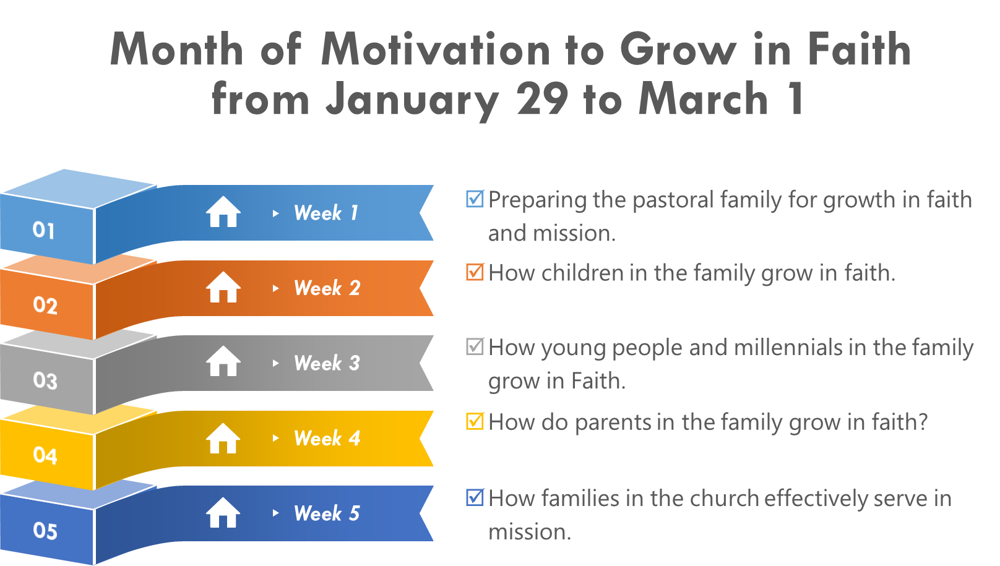 Month of Motivation to Grow in Faith
from January 29 to March 1
01
Week 1
Preparing the pastoral family for growth in faith
and mission.
02
Week 2
How children in the family grow in faith.
03
Week 3
How young people and millennials in the family
grow in Faith.
04
Week 4
How do parents in the family grow in faith?
05
Week 5
How families in the church effectively serve in
mission.